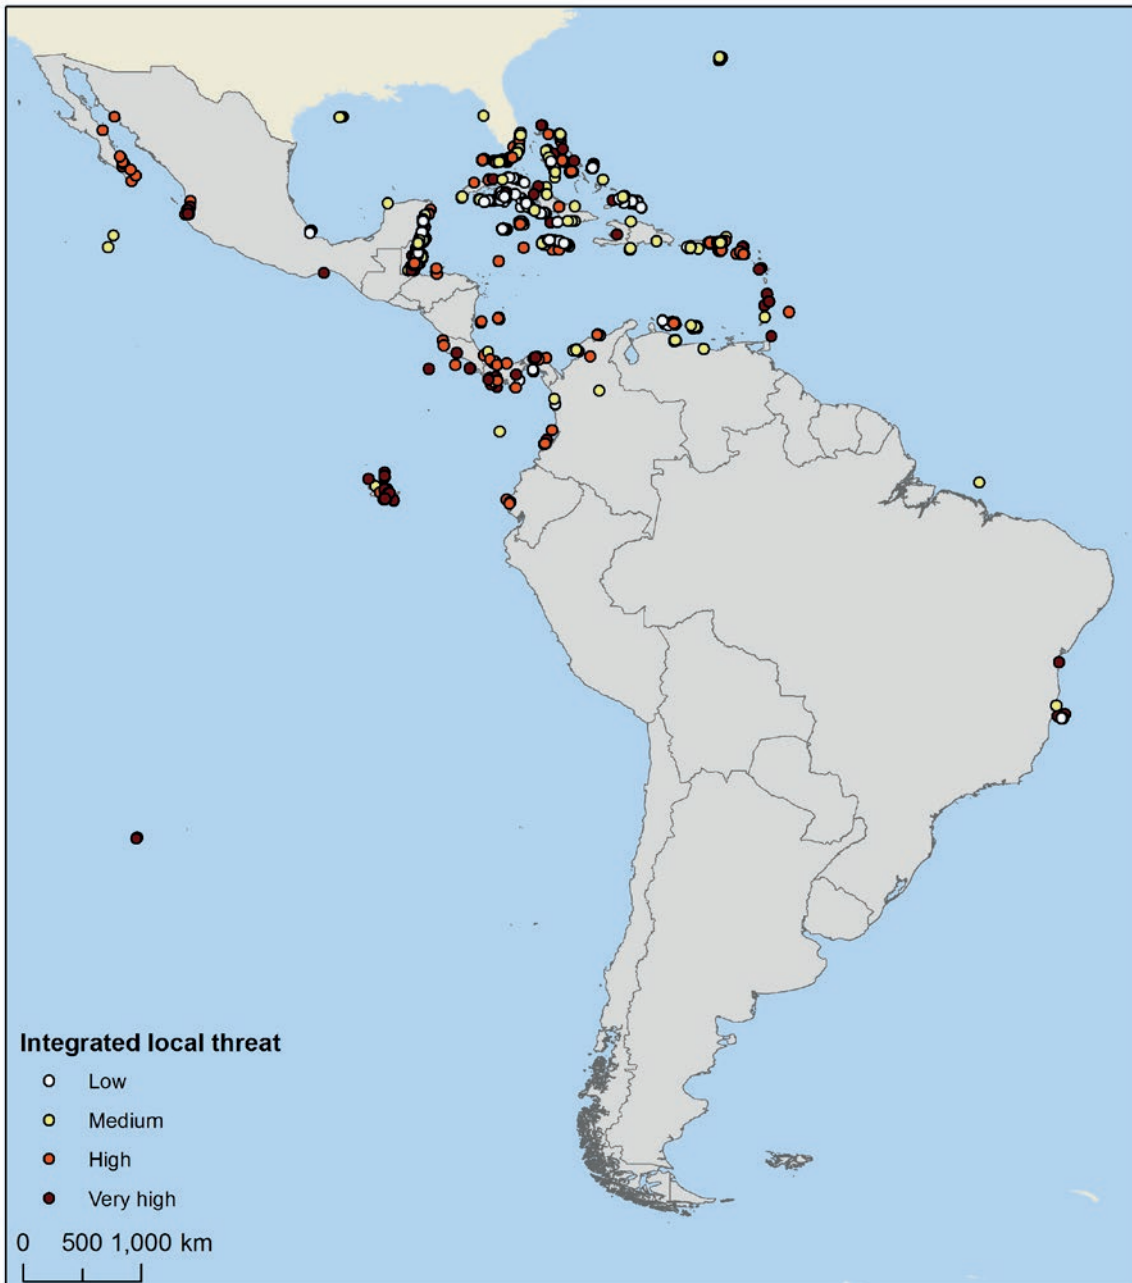 Integrated local threat
Low
Medium
High
Very high
0 500 1,000 km